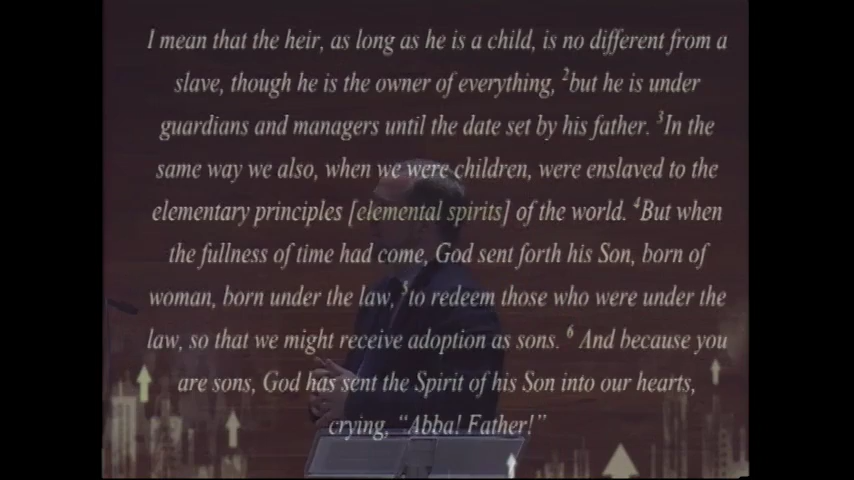 I mean that the heir, as long as he is a child, is no different from a
slave, though he is the owner of everything, ²but he is under
guardians and managers until the date set by his father. ³In the
same way we also, when we were children, were enslaved to the
elementary principles [elemental spirits] of the world. ⁴But when
the fullness of time had come, God sent forth his Son, born of
woman, born under the law, ⁵to redeem those who were under the
law, so that we might receive adoption as sons. ⁶ And because you
are sons, God has sent the Spirit of his Son into our hearts,
crying, “Abba! Father!”